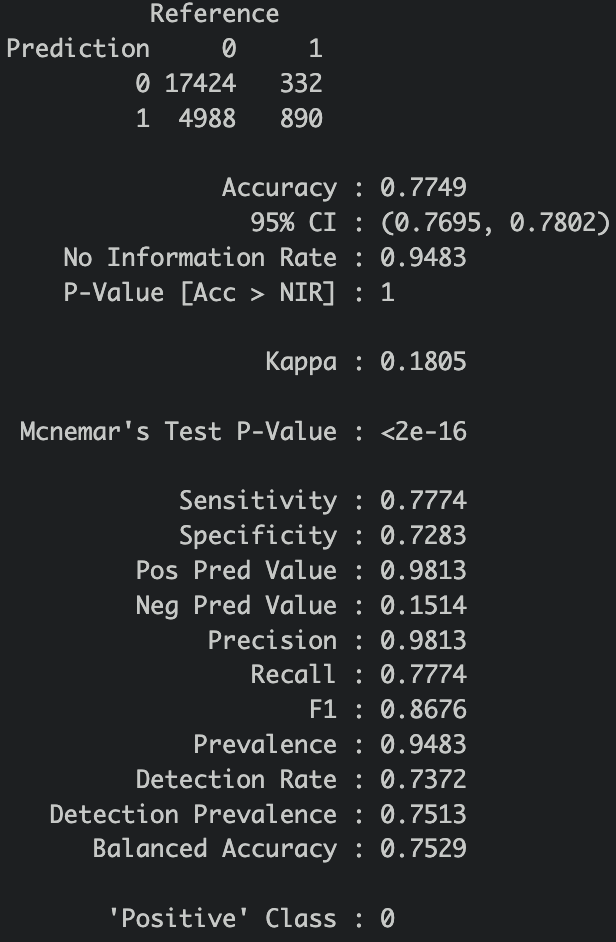 Reference
Prediction 0 1
0 17424 332
1 4988 890
Accuracy : 0.7749
95% CI : (0.7695, 0.7802)
No Information Rate : 0.9483
P-Value [Acc > NIR] : 1
Kappa : 0.1805
Mcnemar's Test P-Value : <2e-16
Sensitivity : 0.7774
Specificity : 0.7283
Pos Pred Value : 0.9813
Neg Pred Value : 0.1514
Precision : 0.9813
Recall : 0.7774
F1 : 0.8676
Prevalence : 0.9483
Detection Rate : 0.7372
Detection Prevalence : 0.7513
Balanced Accuracy : 0.7529
'Positive' Class : 0